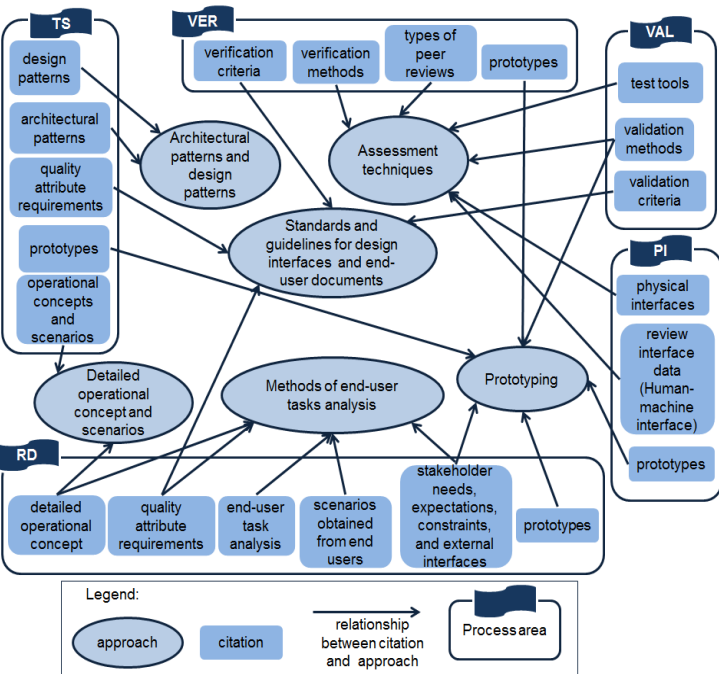 TS
design
patterns
architectural
patterns
quality
attribute
requirements
prototypes
operational
concepts
and
scenarios
VER
verification
criteria
verification
methods
types of
peer
reviews
prototypes
VAL
test tools
validation
methods
validation
criteria
PI
physical
interfaces
review
interface
data
(Human-
machine
interface)
prototypes
Architectural
patterns and
design
patterns
Assessment
techniques
Standards and
guidelines for design
interfaces and end-
user documents
Detailed
operational
concept and
scenarios
Methods of end-user
tasks analysis
Prototyping
RD
detailed
operational
concept
quality
attribute
requirements
end-user
task
analysis
scenarios
obtained
from end
users
stakeholder
needs,
expectations,
constraints,
and external
interfaces
prototypes
Legend:
approach
citation
relationship
between citation
and approach
Process area